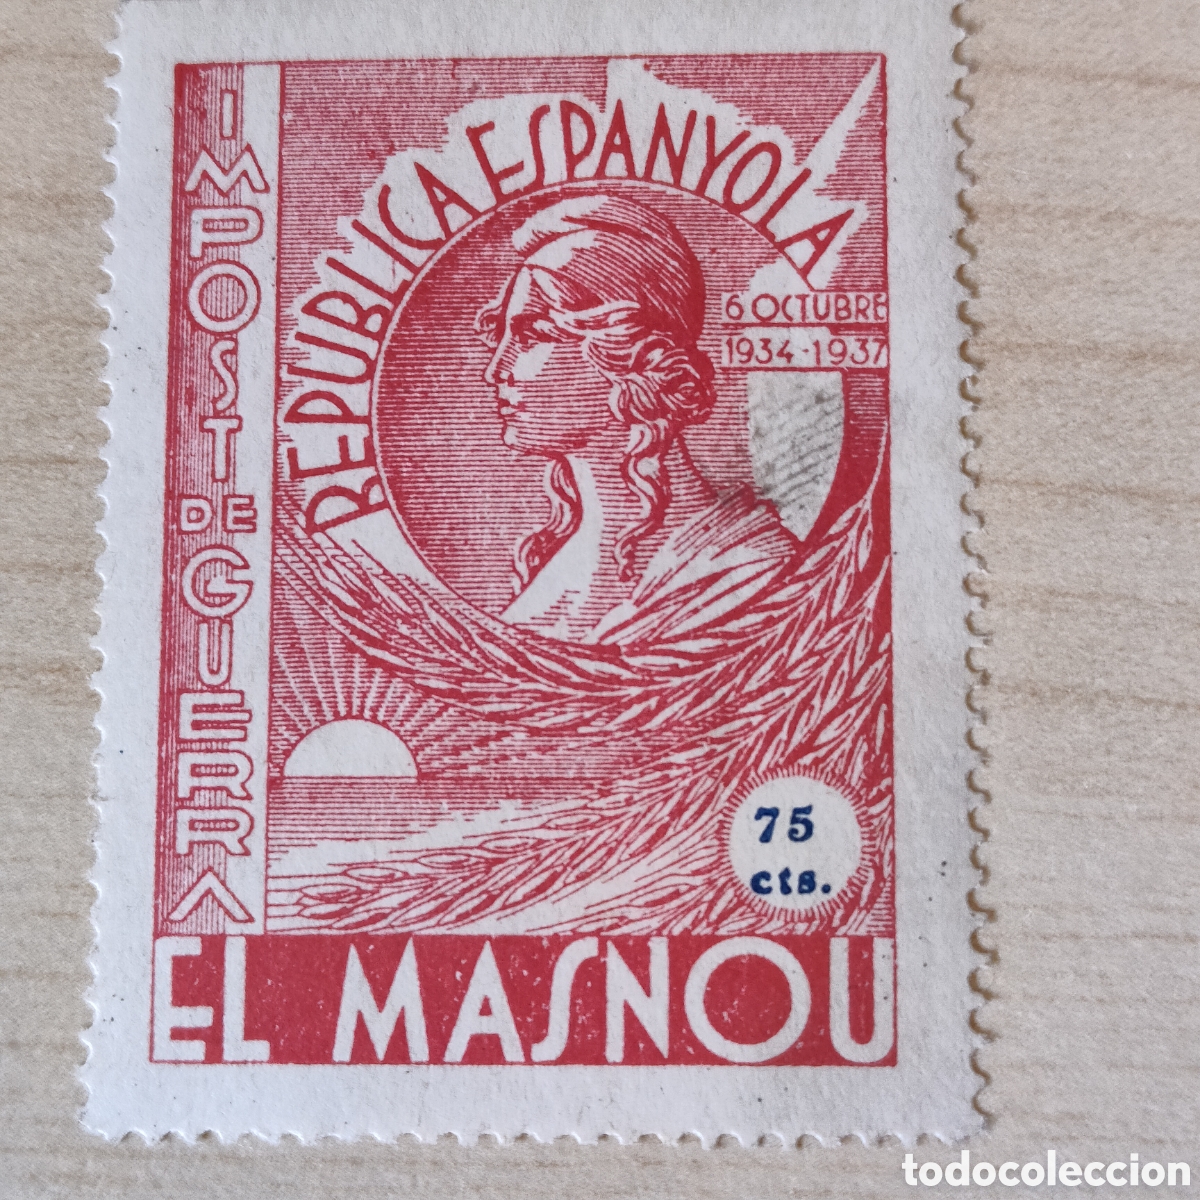 IMPOST DE GUERRA
REPUBLICA ESPANYOLA
6 OCTUBRE
1934-1937
75
cts.
EL MASNOU
todocoleccion